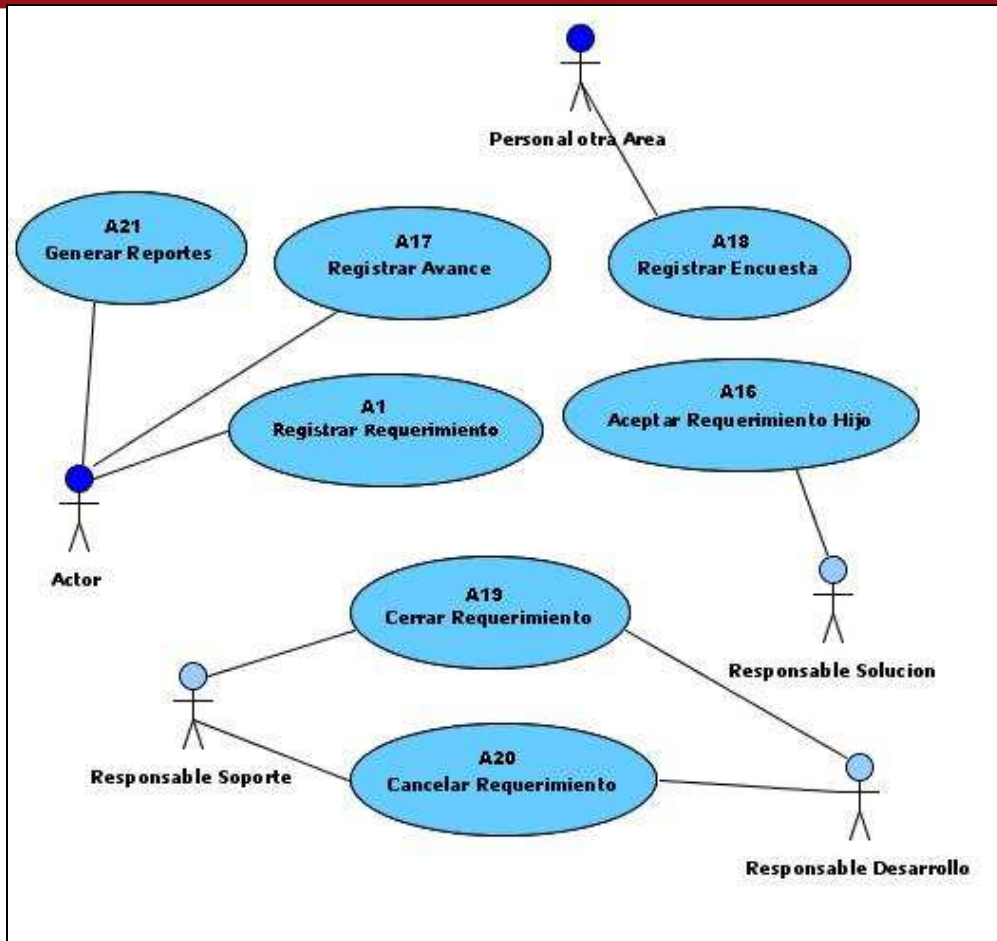 Personal otra Area
A21
Generar Reportes
A17
Registrar Avance
A18
Registrar Encuesta
A1
Registrar Requerimiento
A16
Aceptar Requerimiento Hijo
Actor
A19
Cerrar Requerimiento
Responsable Solucion
Responsable Soporte
A20
Cancelar Requerimiento
Responsable Desarrollo